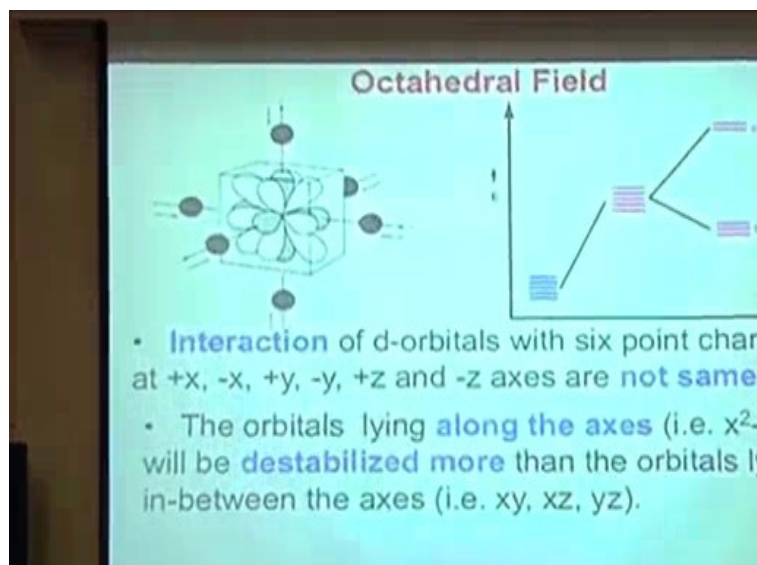 Octahedral Field
• Interaction of d-orbitals with six point char
at +x, -x, +y, -y, +z and -z axes are not same
• The orbitals lying along the axes (i.e. x²-
will be destabilized more than the orbitals l
in-between the axes (i.e. xy, xz, yz).